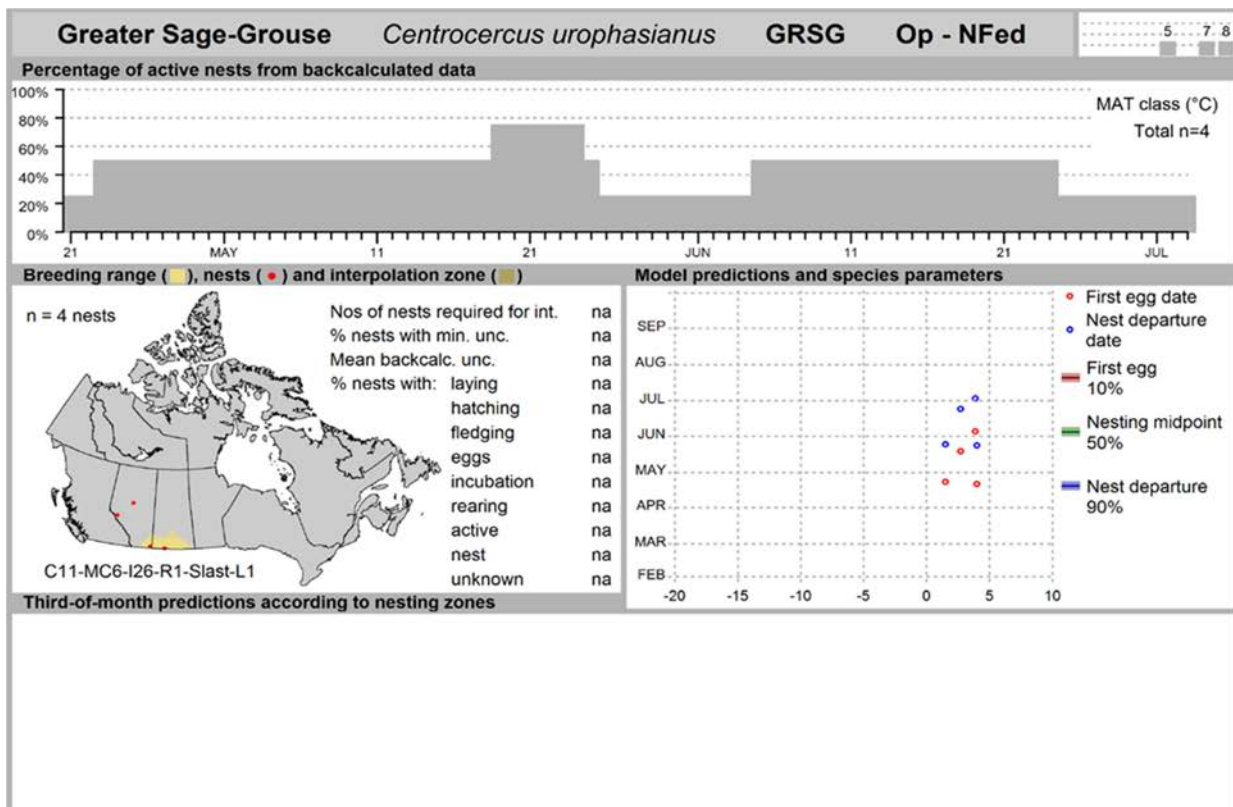 Greater Sage-Grouse Centrocercus urophasianus GRSG Op - NFed
5 7 8
Percentage of active nests from backcalculated data
100%
80%
60%
40%
20%
0%
MAT class (°C)
Total n=4
21 MAY 11 21 JUN 11 21 JUL
Breeding range ( ), nests ( ) and interpolation zone ( )
n = 4 nests
Nos of nests required for int. na
% nests with min. unc. na
Mean backcalc. unc. na
% nests with: laying na
hatching na
fledging na
eggs na
incubation na
rearing na
active na
nest na
unknown na
C11-MC6-I26-R1-Slast-L1
Model predictions and species parameters
SEP
AUG
JUL
JUN
MAY
APR
MAR
FEB
-20 -15 -10 -5 0 5 10
First egg date
Nest departure
date
First egg
10%
Nesting midpoint
50%
Nest departure
90%
Third-of-month predictions according to nesting zones